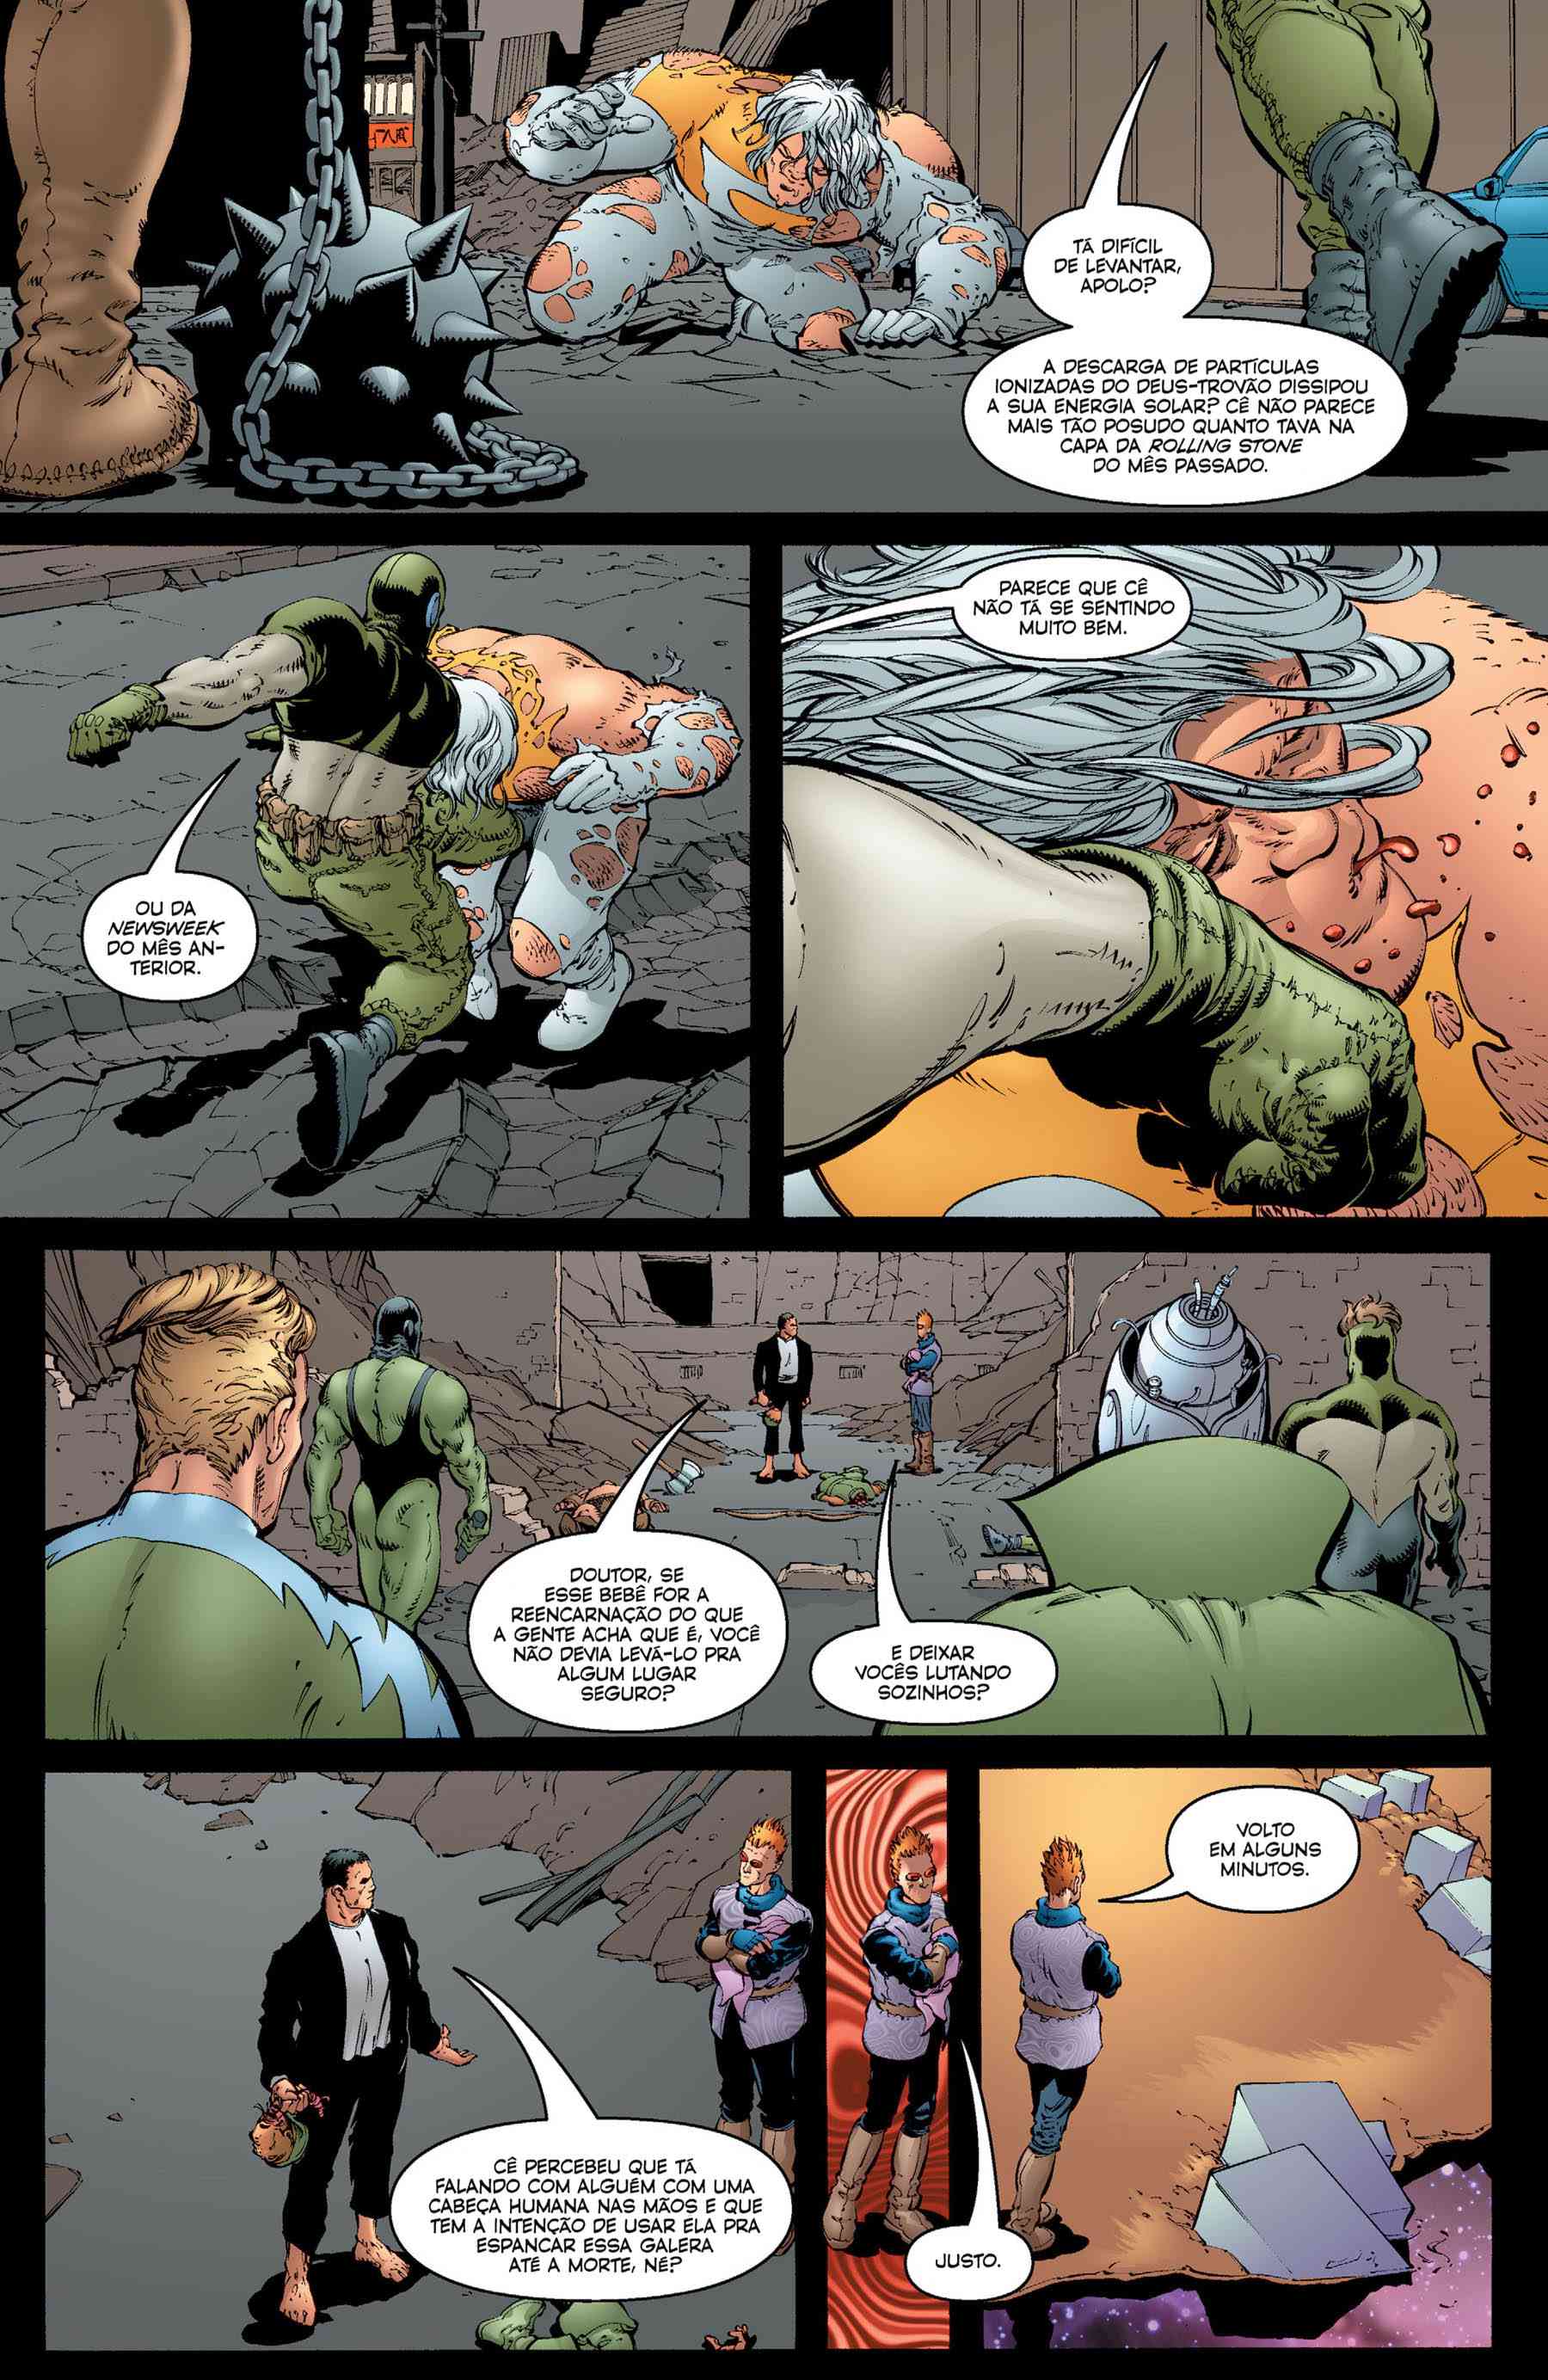 TÁ DIFÍCIL
DE LEVANTAR,
APOLO?
A DESCARGA DE PARTÍCULAS
IONIZADAS DO DEUS-TROVÃO DISSIPOU
A SUA ENERGIA SOLAR? CÊ NÃO PARECE
MAIS TÃO POSUDO QUANTO TAVA NA
CAPA DA ROLLING STONE
DO MÊS PASSADO.
OU DA
NEWSWEEK
DO MÊS AN-
TERIOR.
PARECE QUE CÊ
NÃO TÁ SE SENTINDO
MUITO BEM.
DOUTOR, SE
ESSE BEBÊ FOR A
REENCARNAÇÃO DO QUE
A GENTE ACHA QUE É, VOCÊ
NÃO DEVIA LEVÁ-LO PRA
ALGUM LUGAR
SEGURO?
E DEIXAR
VOCÊS LUTANDO
SOZINHOS?
CÊ PERCEBEU QUE TÁ
FALANDO COM ALGUÉM COM UMA
CABEÇA HUMANA NAS MÃOS E QUE
TEM A INTENÇÃO DE USAR ELA PRA
ESPANCAR ESSA GALERA
ATÉ A MORTE, NÉ?
JUSTO.
VOLTO
EM ALGUNS
MINUTOS.